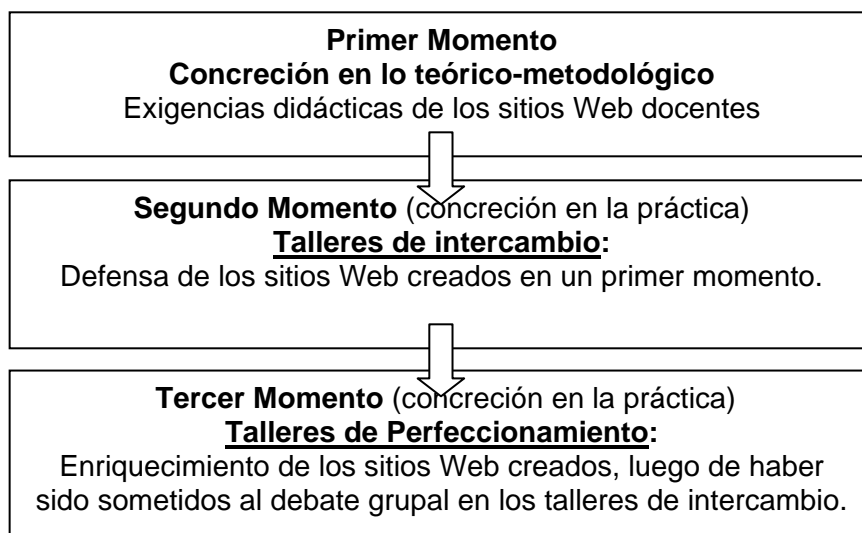 Primer Momento
Concreción en lo teórico-metodológico
Exigencias didácticas de los sitios Web docentes
Segundo Momento (concreción en la práctica)
Talleres de intercambio:
Defensa de los sitios Web creados en un primer momento.
Tercer Momento (concreción en la práctica)
Talleres de Perfeccionamiento:
Enriquecimiento de los sitios Web creados, luego de haber
sido sometidos al debate grupal en los talleres de intercambio.